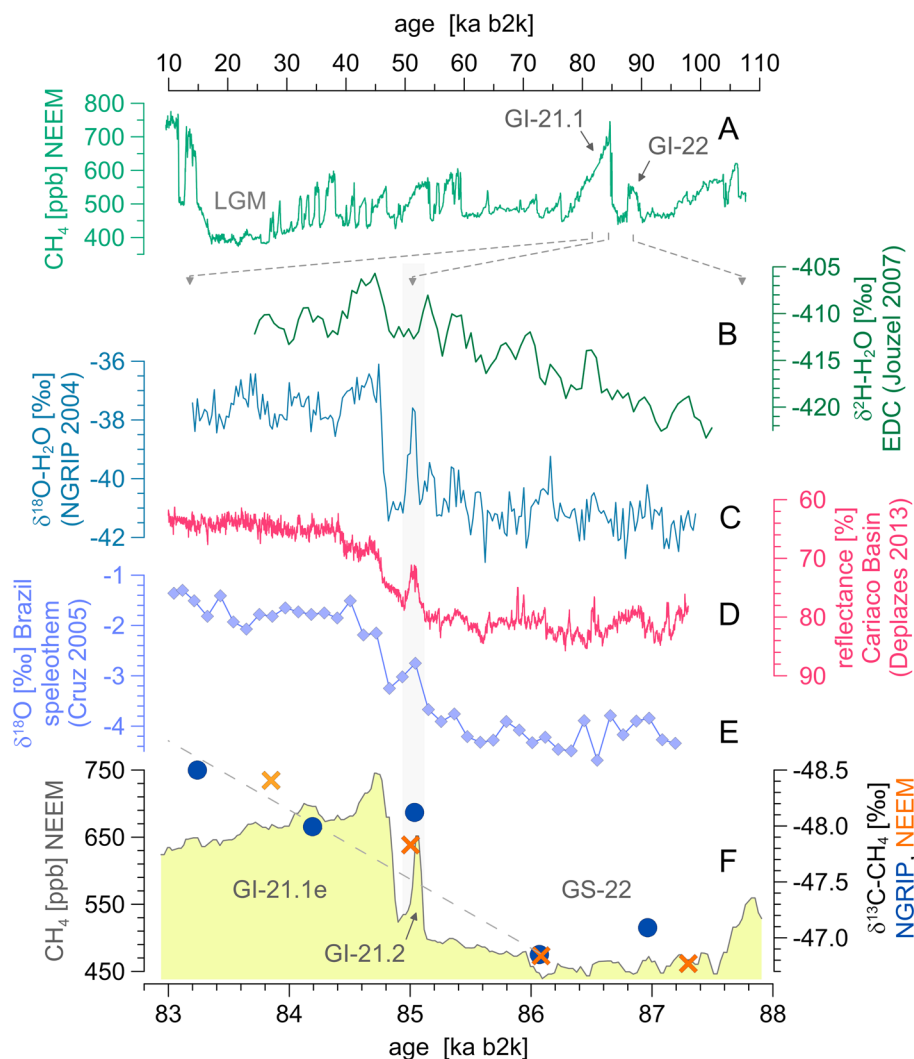 age [ka b2k]
10 20 30 40 50 60 70 80 90 100 110
CH4 [ppb] NEEM
800
700
600
500
400
LGM
GI-21.1
GI-22
A
-405
-410
-415
-420
δ2H-H2O [‰]
EDC (Jouzel 2007)
B
-36
-38
-40
-41
-42
δ18O-H2O [‰]
(NGRIP 2004)
C
60
70
80
90
reflectance [%]
Cariaco Basin
(Deplazes 2013)
D
-1
-2
-3
-4
δ18O [‰] Brazil
speleothem
(Cruz 2005)
E
750
650
550
450
CH4 [ppb] NEEM
GI-21.1e
GI-21.2
GS-22
F
-48.5
-48.0
-47.5
-47.0
δ13C-CH4 [‰]
NGRIP, NEEM
83 84 85 86 87 88
age [ka b2k]